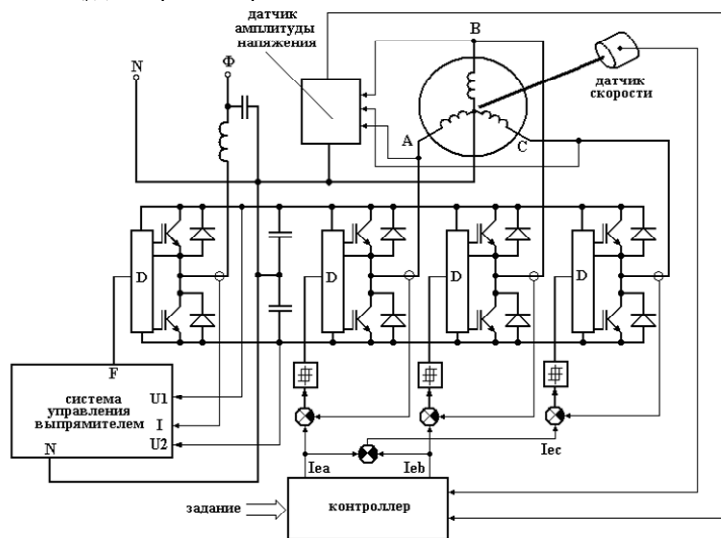 датчик
амплитуды
напряжения
N
Ф
B
датчик
скорости
A
C
D
D
D
D
F
система
управления
выпрямителем
U1
I
U2
N
Iea
Ieb
Iec
задание
контроллер